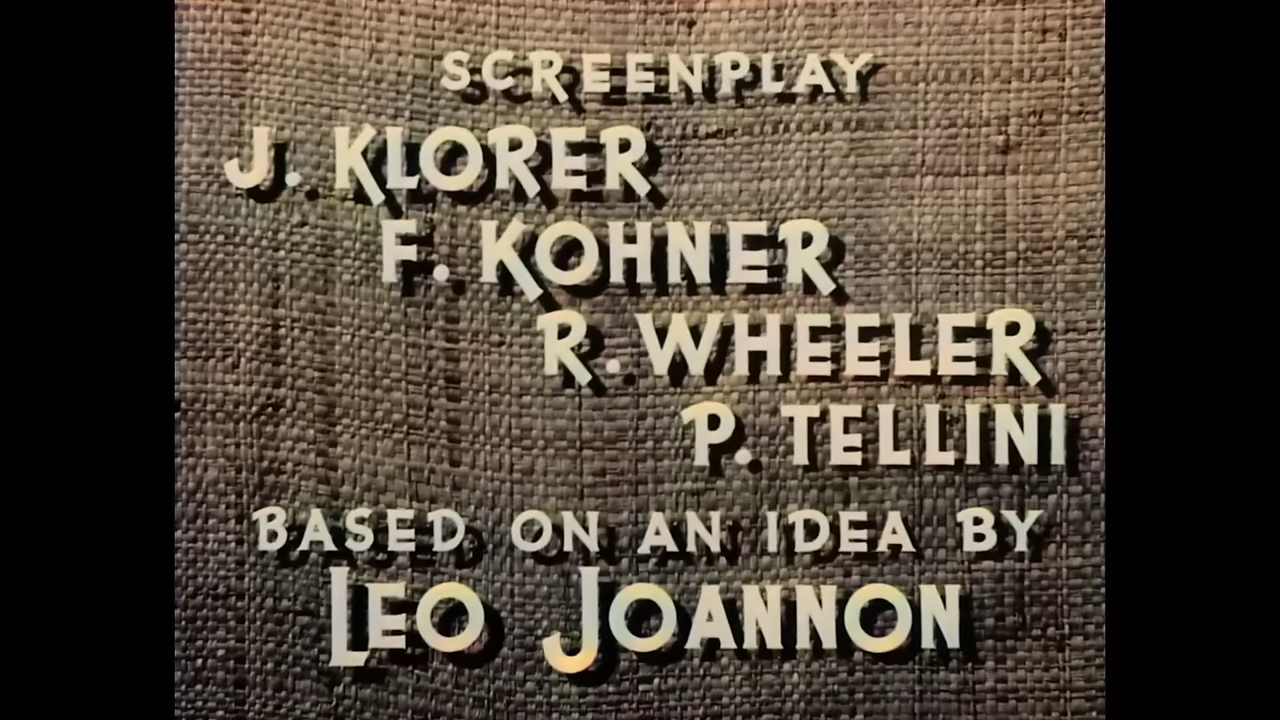 SCREENPLAY
J. KLORER
F. KOHNER
R. WHEELER
P. TELLINI
BASED ON AN IDEA BY
LEO JOANNON